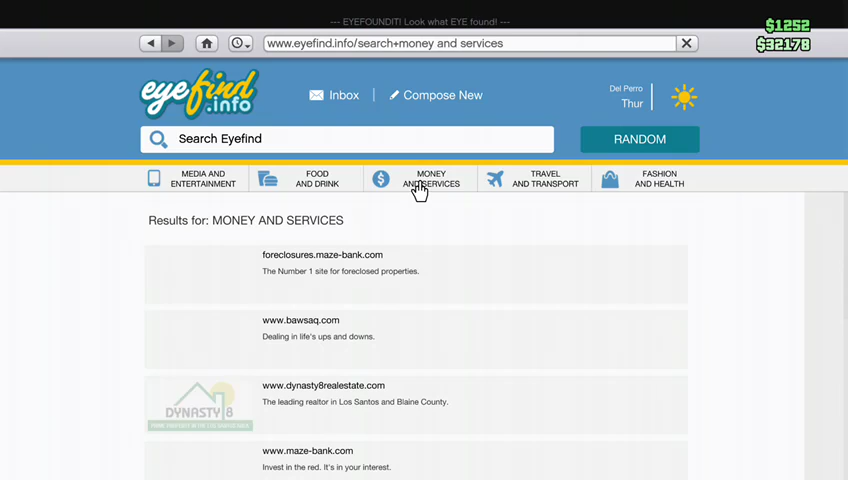 --- EYEFOUNDIT! Look what EYE found! ---
$1252
$32178
www.eyefind.info/search+money and services
eyefind
.info
Inbox
Compose New
Del Perro
Thur
Search Eyefind
RANDOM
MEDIA AND
ENTERTAINMENT
FOOD
AND DRINK
MONEY
AND SERVICES
TRAVEL
AND TRANSPORT
FASHION
AND HEALTH
Results for: MONEY AND SERVICES
foreclosures.maze-bank.com
The Number 1 site for foreclosed properties.
www.bawsaq.com
Dealing in life's ups and downs.
DYNASTY 8
www.dynasty8realestate.com
The leading realtor in Los Santos and Blaine County.
www.maze-bank.com
Invest in the red. It's in your interest.